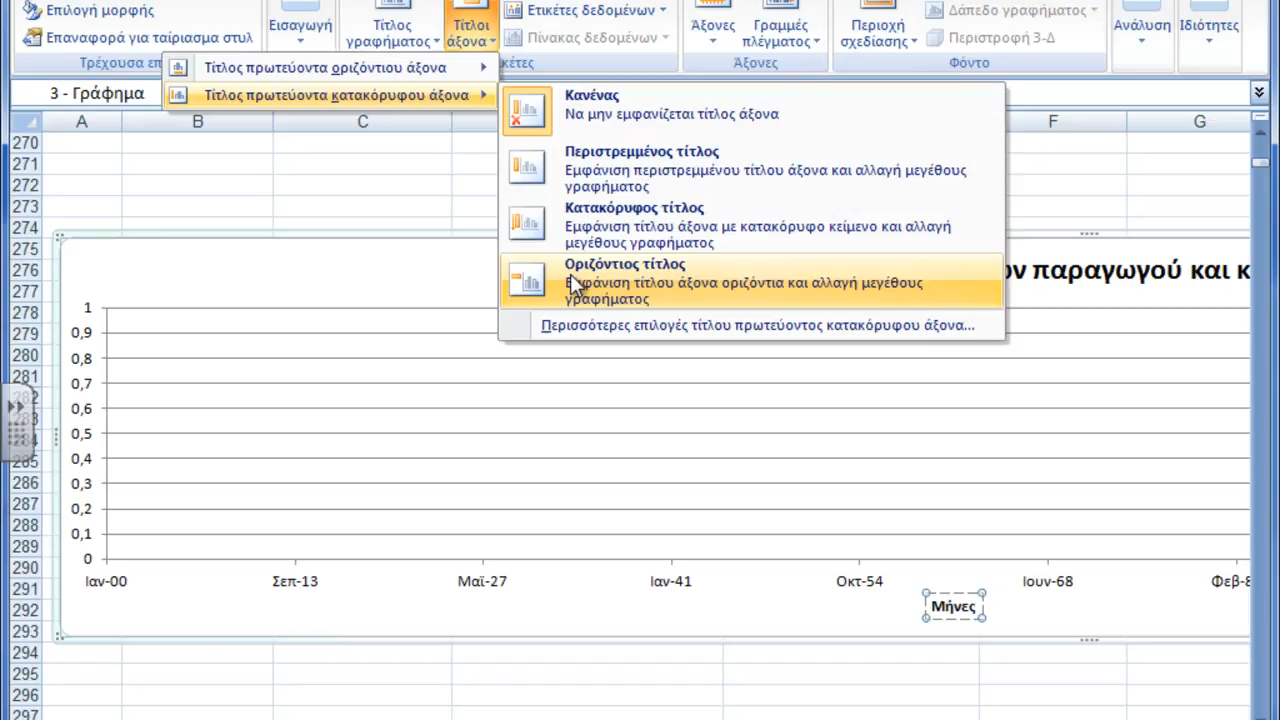 Επιλογή μορφής
Επαναφορά για ταίριασμα στυλ
Εισαγωγή
Τίτλος
γραφήματος
Τίτλοι
άξονα
Ετικέτες δεδομένων
Πίνακας δεδομένων
Άξονες
Γραμμές
πλέγματος
Περιοχή
σχεδίασης
Δάπεδο γραφήματος
Περιστροφή 3-Δ
Ανάλυση
Ιδιότητες
Τρέχουσα επ
κέτες
Άξονες
Φόντο
Τίτλος πρωτεύοντα οριζόντιου άξονα
Τίτλος πρωτεύοντα κατακόρυφου άξονα
3 - Γράφημα
Κανένας
Να μην εμφανίζεται τίτλος άξονα
Περιστρεμμένος τίτλος
Εμφάνιση περιστρεμμένου τίτλου άξονα και αλλαγή μεγέθους
γραφήματος
Κατακόρυφος τίτλος
Εμφάνιση τίτλου άξονα με κατακόρυφο κείμενο και αλλαγή
μεγέθους γραφήματος
Οριζόντιος τίτλος
Εμφάνιση τίτλου άξονα οριζόντια και αλλαγή μεγέθους
γραφήματος
Περισσότερες επιλογές τίτλου πρωτεύοντος κατακόρυφου άξονα...
A B C F G
270
271
272
273
274
275
276
277
278
279
280
281
282
283
284
285
286
287
288
289
290
291
292
293
294
295
296
297
ων παραγωγού και κ
1
0,9
0,8
0,7
0,6
0,5
0,4
0,3
0,2
0,1
0
Ιαν-00 Σεπ-13 Μαϊ-27 Ιαν-41 Οκτ-54 Ιουν-68 Φεβ-8
Μήνες